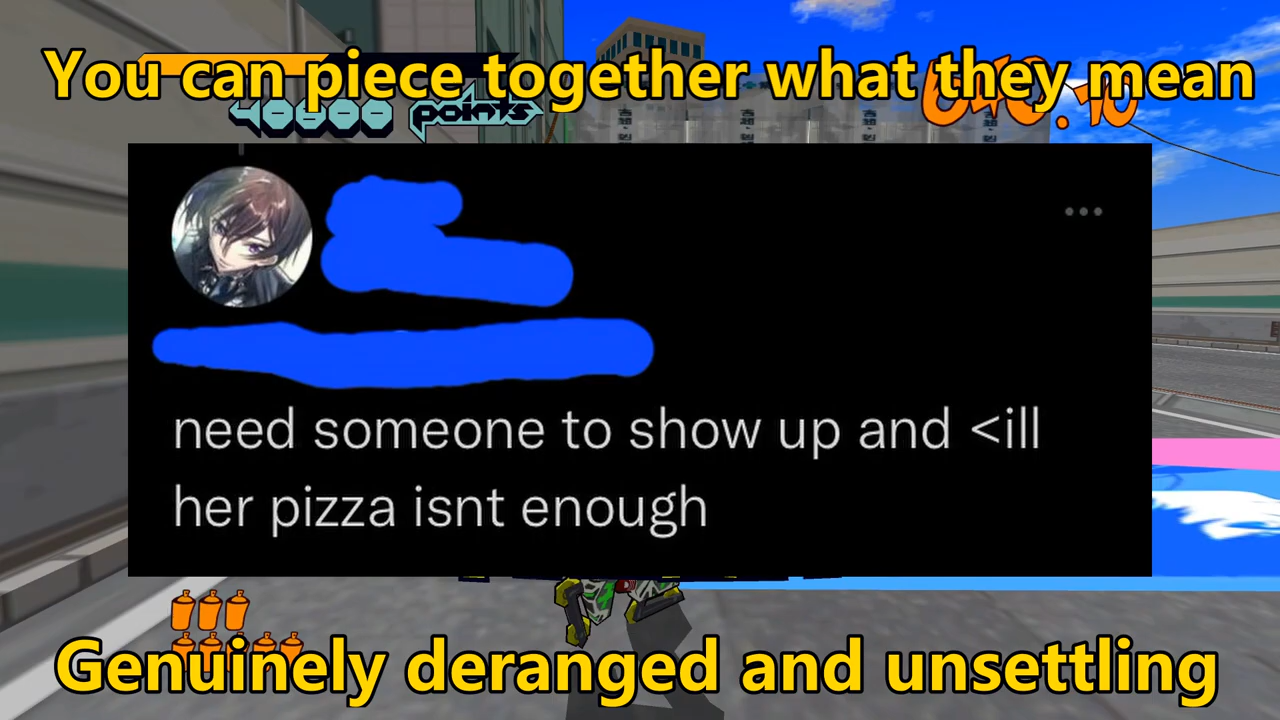 You can piece together what they mean
points
need someone to show up and <ill
her pizza isnt enough
Genuinely deranged and unsettling